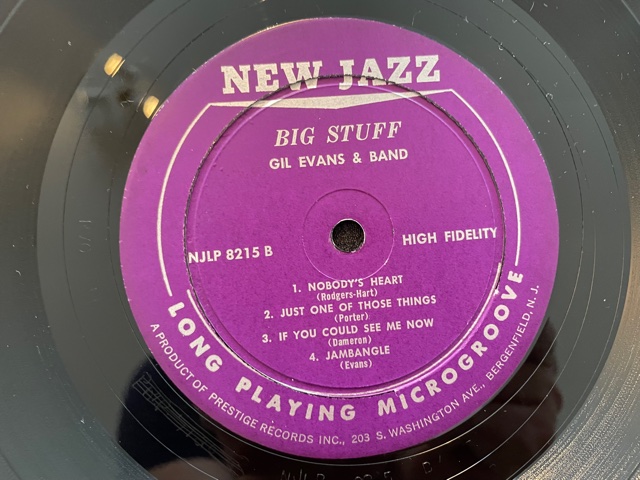 NEW JAZZ
BIG STUFF
GIL EVANS & BAND
NJLP 8215 B
HIGH FIDELITY
1. NOBODY'S HEART
(Rodgers-Hart)
2. JUST ONE OF THOSE THINGS
(Porter)
3. IF YOU COULD SEE ME NOW
(Dameron)
4. JAMBANGLE
(Evans)
LONG PLAYING MICROGROOVE
A PRODUCT OF PRESTIGE RECORDS INC., 203 S. WASHINGTON AVE., BERGENFIELD, N. J.